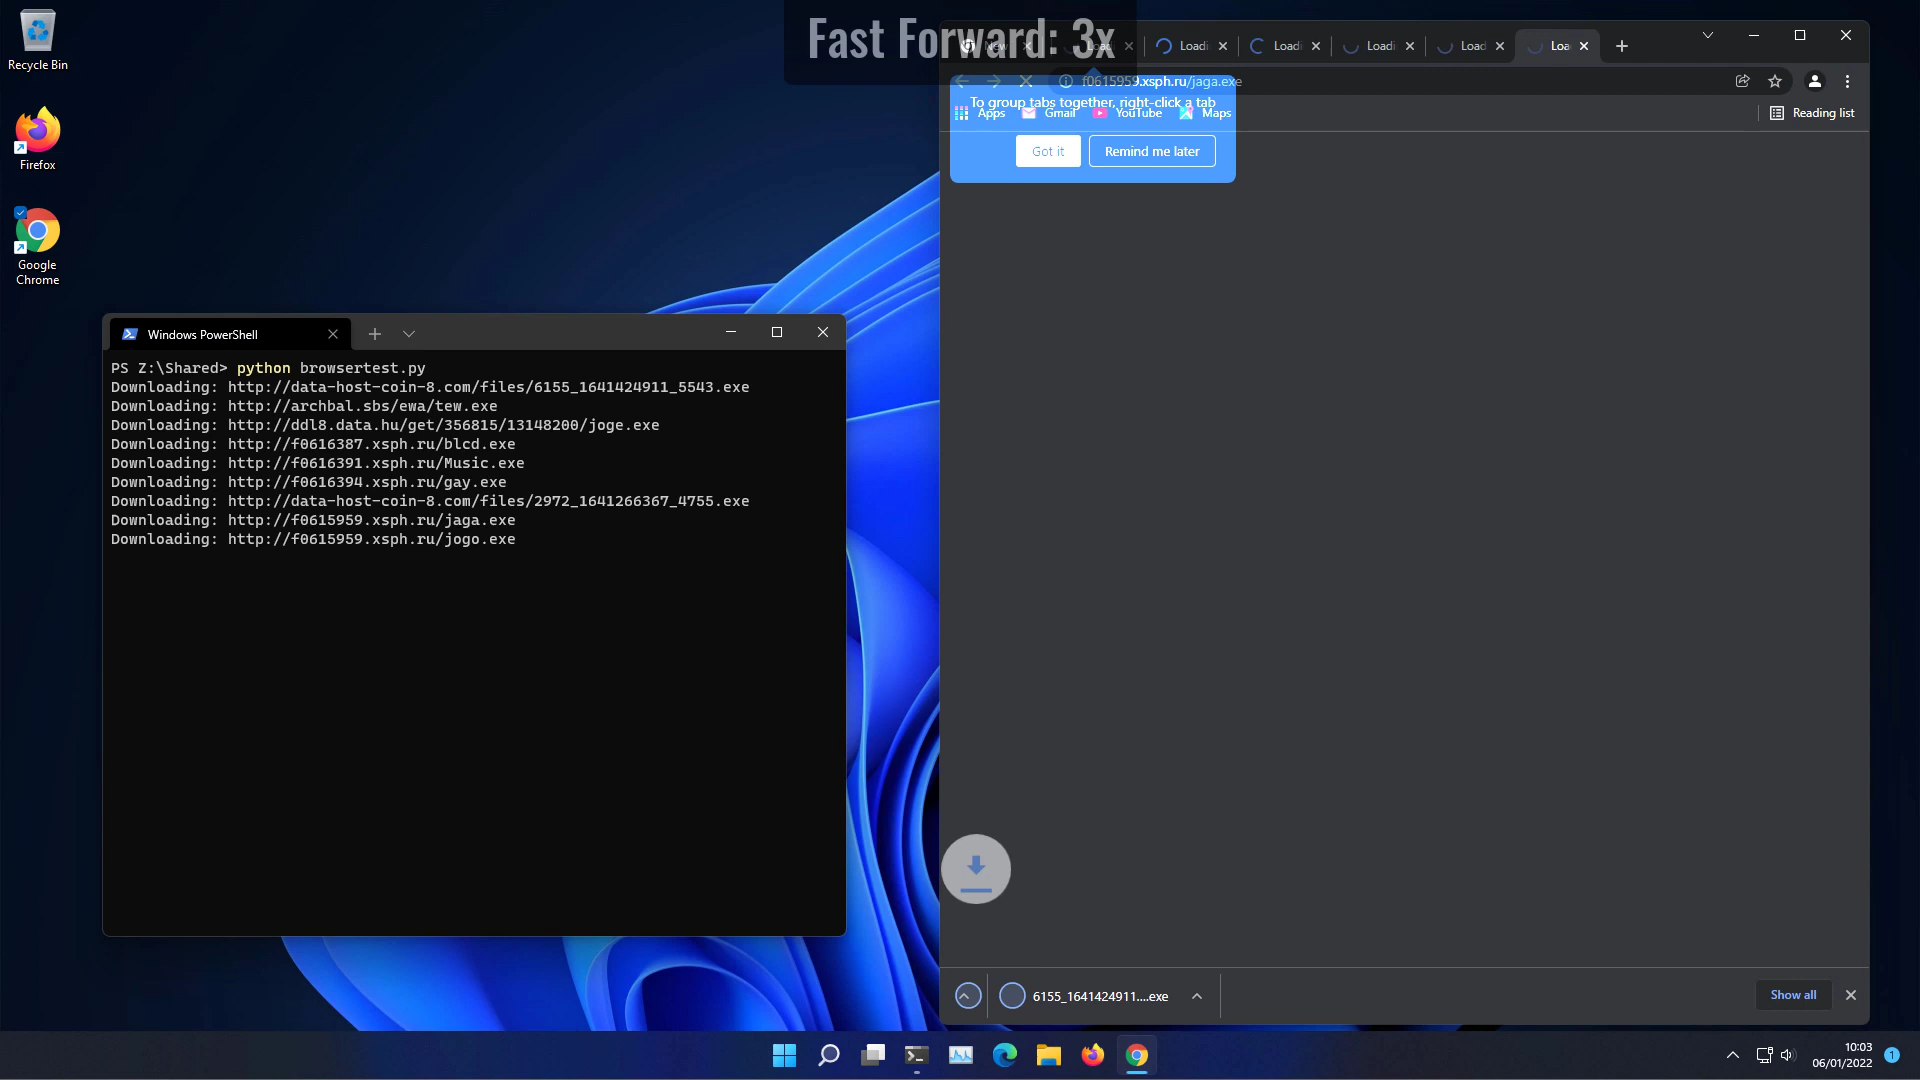 Fast Forward: 3x
Recycle Bin
Firefox
Google
Chrome
Windows PowerShell
PS Z:\Shared> python browsertest.py
Downloading: http://data-host-coin-8.com/files/6155_1641424911_5543.exe
Downloading: http://archbal.sbs/ewa/tew.exe
Downloading: http://ddl8.data.hu/get/356815/13148200/joge.exe
Downloading: http://f0616387.xsph.ru/blcd.exe
Downloading: http://f0616391.xsph.ru/Music.exe
Downloading: http://f0616394.xsph.ru/gay.exe
Downloading: http://data-host-coin-8.com/files/2972_1641266367_4755.exe
Downloading: http://f0615959.xsph.ru/jaga.exe
Downloading: http://f0615959.xsph.ru/jogo.exe
New Loadi Loadi Loadi Loadi Load Loa
f0615959.xsph.ru/jaga.exe
To group tabs together, right-click a tab
Apps Gmail YouTube Maps Reading list
Got it Remind me later
6155_1641424911....exe Show all
10:03
06/01/2022 1